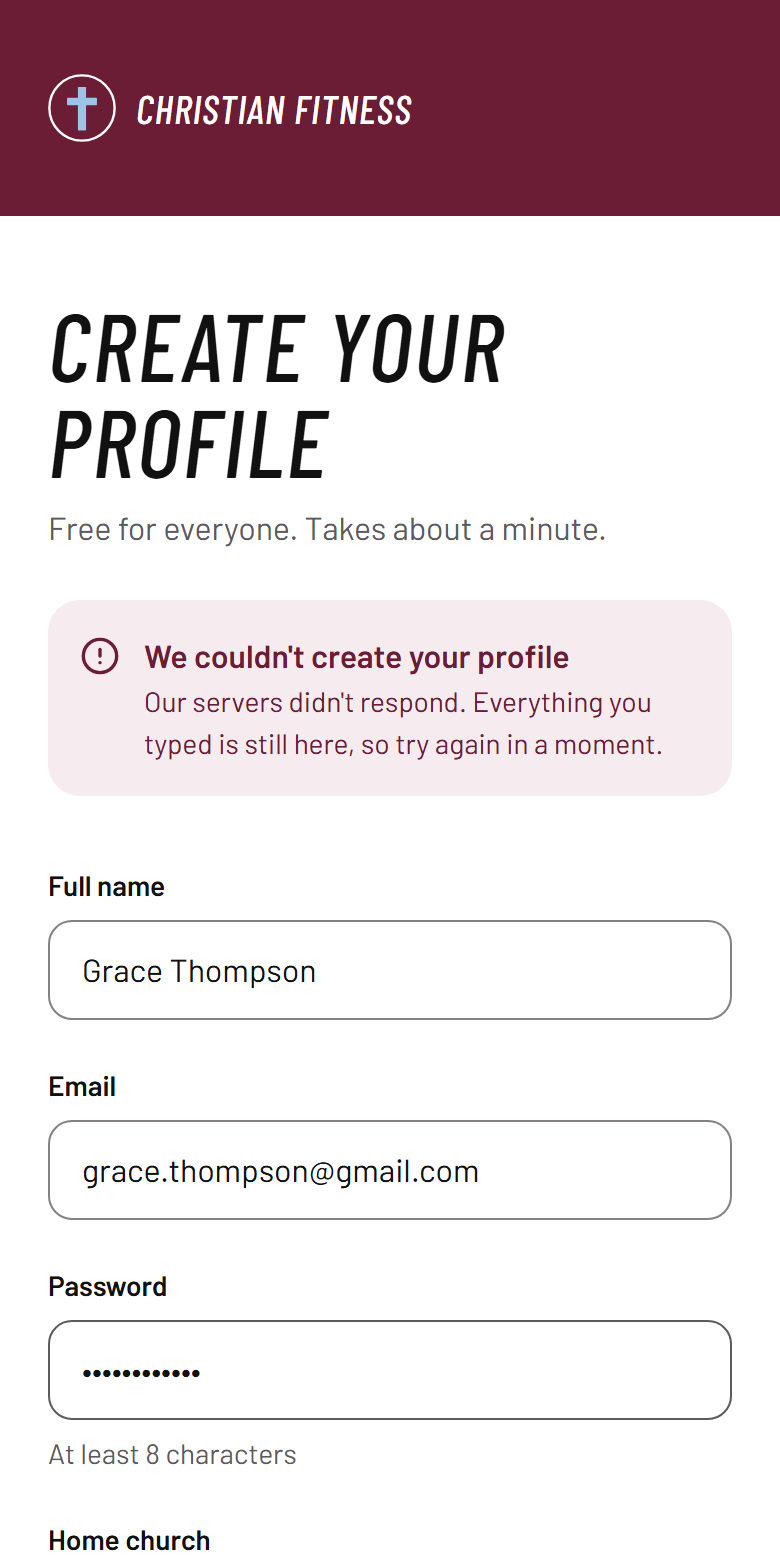 CHRISTIAN FITNESS
CREATE YOUR
PROFILE
Free for everyone. Takes about a minute.
We couldn't create your profile
Our servers didn't respond. Everything you
typed is still here, so try again in a moment.
Full name
Grace Thompson
Email
grace.thompson@gmail.com
Password
••••••••••••
At least 8 characters
Home church